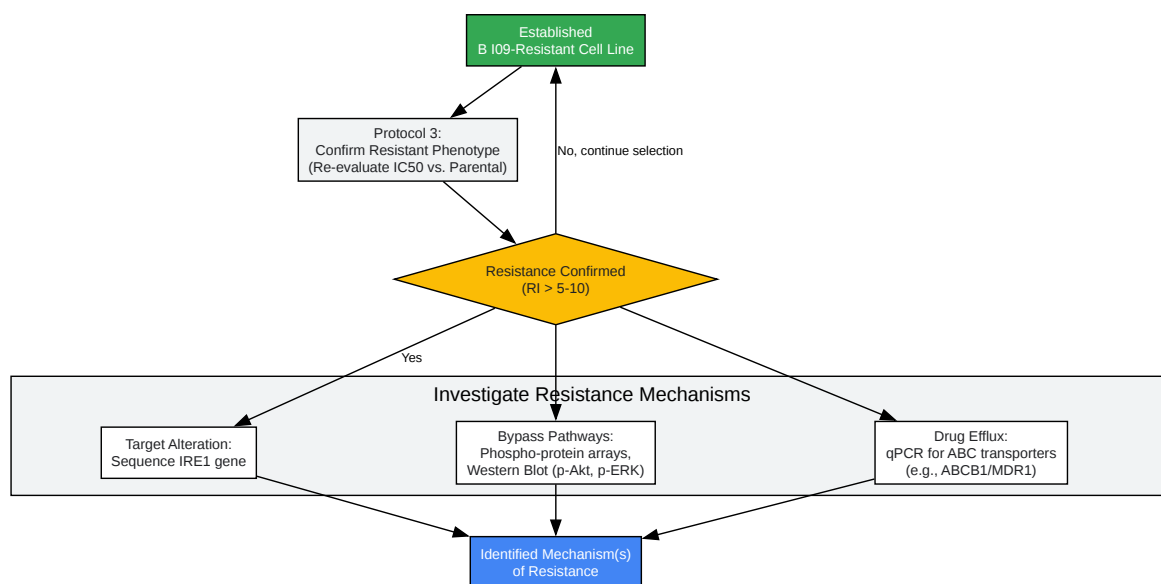 Established
B I09-Resistant Cell Line
Protocol 3:
Confirm Resistant Phenotype
(Re-evaluate IC50 vs. Parental)
No, continue selection
Resistance Confirmed
(RI > 5-10)
Yes
Investigate Resistance Mechanisms
Target Alteration:
Sequence IRE1 gene
Bypass Pathways:
Phospho-protein arrays,
Western Blot (p-Akt, p-ERK)
Drug Efflux:
qPCR for ABC transporters
(e.g., ABCB1/MDR1)
Identified Mechanism(s)
of Resistance